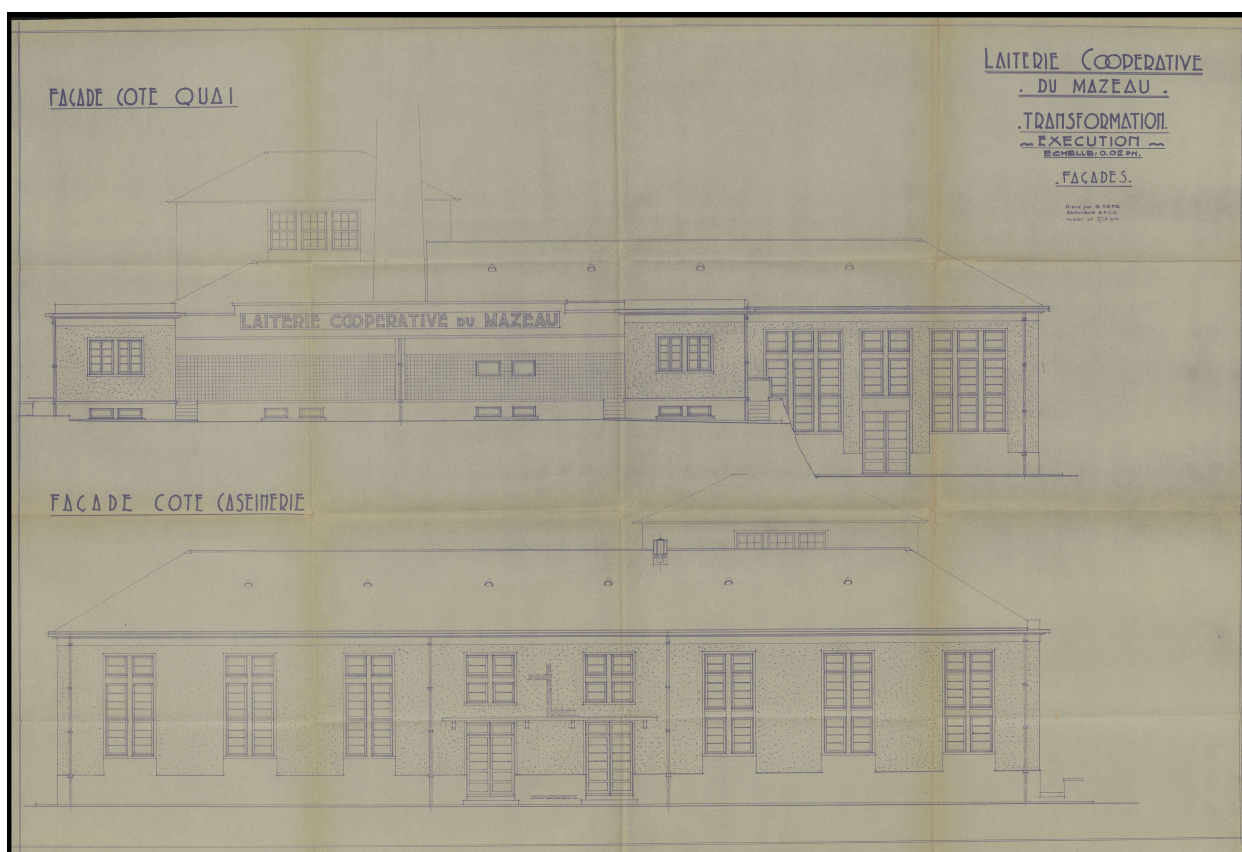 FAÇADE COTE QUAI
LAITERIE COOPERATIVE
. DU MAZEAU .
. TRANSFORMATION.
~ EXECUTION ~
ECHELLE: 0.02 PM.
. FAÇADES.
LAITERIE COOPERATIVE DU MAZEAU
FAÇADE COTE CASEINERIE